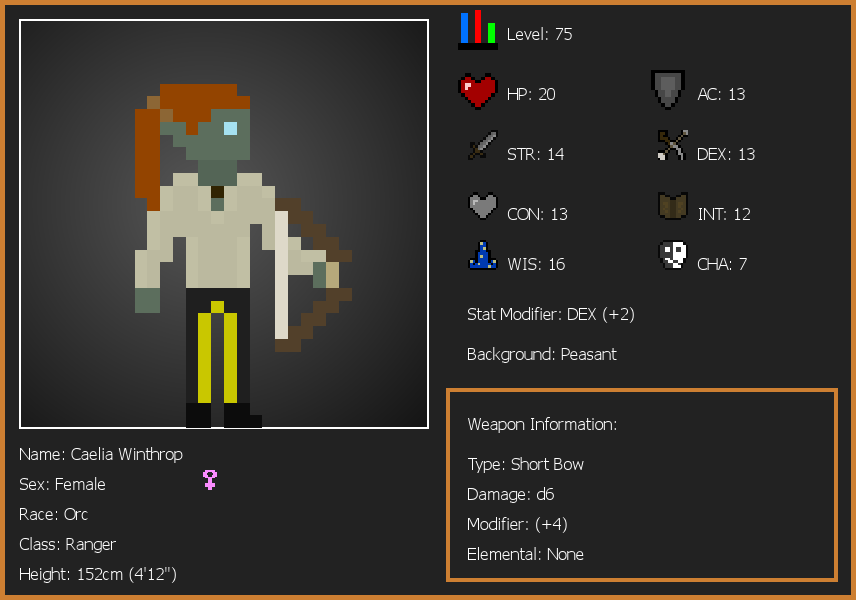 Level: 75
HP: 20
AC: 13
STR: 14
DEX: 13
CON: 13
INT: 12
WIS: 16
CHA: 7
Stat Modifier: DEX (+2)
Background: Peasant
Weapon Information:
Type: Short Bow
Damage: d6
Modifier: (+4)
Elemental: None
Name: Caelia Winthrop
Sex: Female
Race: Orc
Class: Ranger
Height: 152cm (4'12")